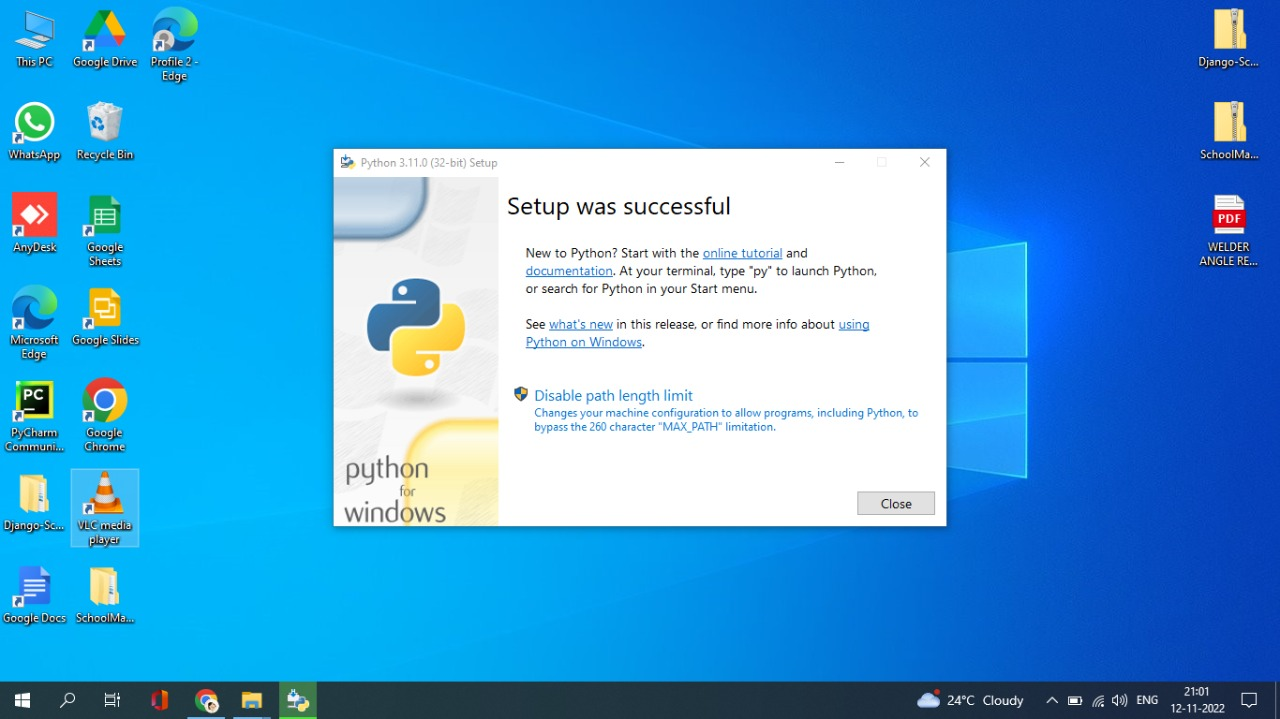 This PC
Google Drive
Profile 2 -
Edge
Django-Sc...
WhatsApp
Recycle Bin
SchoolMa...
AnyDesk
Google
Sheets
PDF
WELDER
ANGLE RE...
Microsoft
Edge
Google Slides
PC
PyCharm
Communi...
Google
Chrome
Django-Sc...
VLC media
player
Google Docs
SchoolMa...
Python 3.11.0 (32-bit) Setup
Setup was successful
New to Python? Start with the online tutorial and
documentation. At your terminal, type "py" to launch Python,
or search for Python in your Start menu.
See what's new in this release, or find more info about using
Python on Windows.
Disable path length limit
Changes your machine configuration to allow programs, including Python, to
bypass the 260 character "MAX_PATH" limitation.
python
for
windows
Close
24°C Cloudy
ENG
21:01
12-11-2022